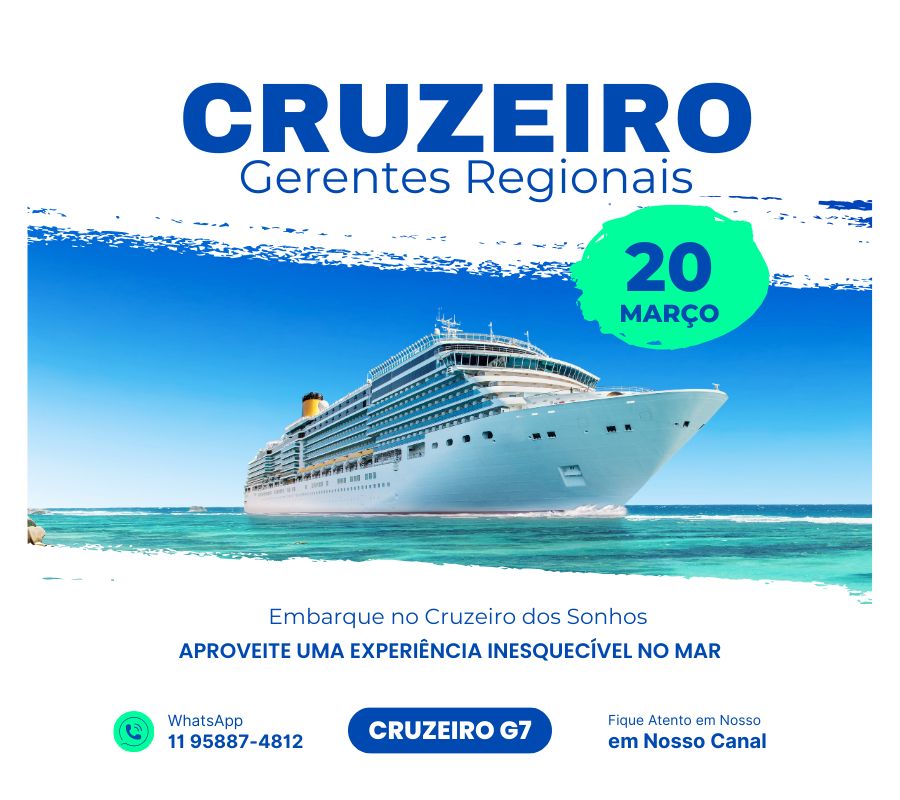 CRUZEIRO
Gerentes Regionais
20
MARÇO
Embarque no Cruzeiro dos Sonhos
APROVEITE UMA EXPERIÊNCIA INESQUECÍVEL NO MAR
WhatsApp
11 95887-4812
CRUZEIRO G7
Fique Atento em Nosso
em Nosso Canal